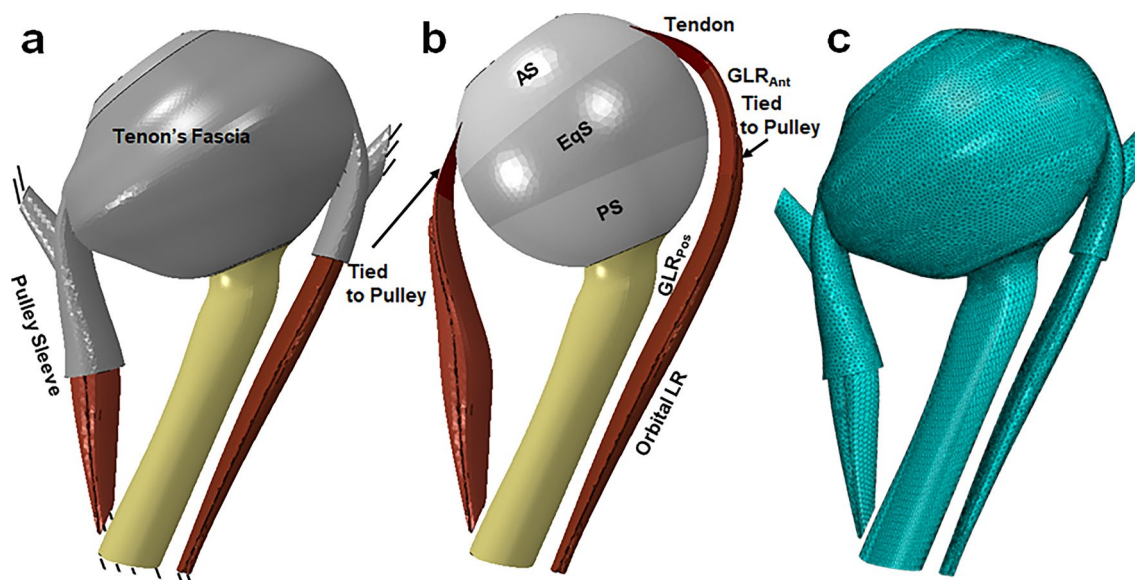 a
Tenon's Fascia
Pulley Sleeve
b
Tendon
GLRAnt
Tied
to Pulley
AS
EqS
PS
Tied
to Pulley
GLRPos
Orbital LR
c